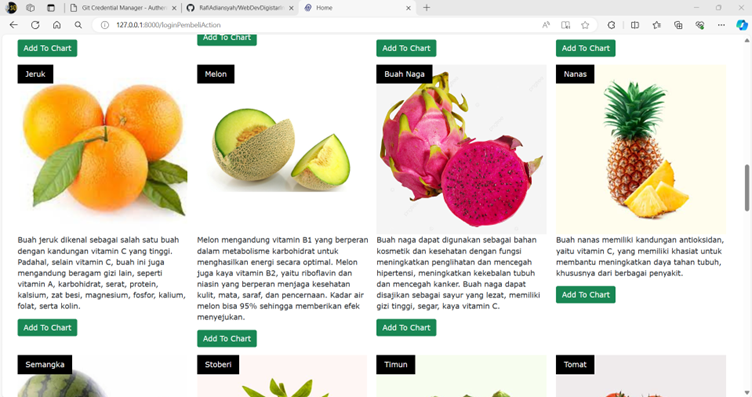 Git Credential Manager - Authen
RafiAdiansyah/WebDevDigistar
Home
127.0.0.1:8000/loginPembeliAction
Add To Chart
Add To Chart
Add To Chart
Add To Chart
Jeruk
Melon
Buah Naga
Nanas
Buah jeruk dikenal sebagai salah satu buah
dengan kandungan vitamin C yang tinggi.
Padahal, selain vitamin C, buah ini juga
mengandung beragam gizi lain, seperti
vitamin A, karbohidrat, serat, protein,
kalsium, zat besi, magnesium, fosfor, kalium,
folat, serta kolin.
Add To Chart
Melon mengandung vitamin B1 yang berperan
dalam metabolisme karbohidrat untuk
menghasilkan energi secara optimal. Melon
juga kaya vitamin B2, yaitu riboflavin dan
niasin yang berperan menjaga kesehatan
kulit, mata, saraf, dan pencernaan. Kadar air
melon bisa 95% sehingga memberikan efek
menyejukan.
Add To Chart
Buah naga dapat digunakan sebagai bahan
kosmetik dan kesehatan dengan fungsi
meningkatkan penglihatan dan mencegah
hipertensi, meningkatkan kekebalan tubuh
dan mencegah kanker. Buah naga dapat
disajikan sebagai sayur yang lezat, memiliki
gizi tinggi, segar, kaya vitamin C.
Add To Chart
Buah nanas memiliki kandungan antioksidan,
yaitu vitamin C, yang memiliki khasiat untuk
membantu meningkatkan daya tahan tubuh,
khususnya dari berbagai penyakit.
Add To Chart
Semangka
Stoberi
Timun
Tomat